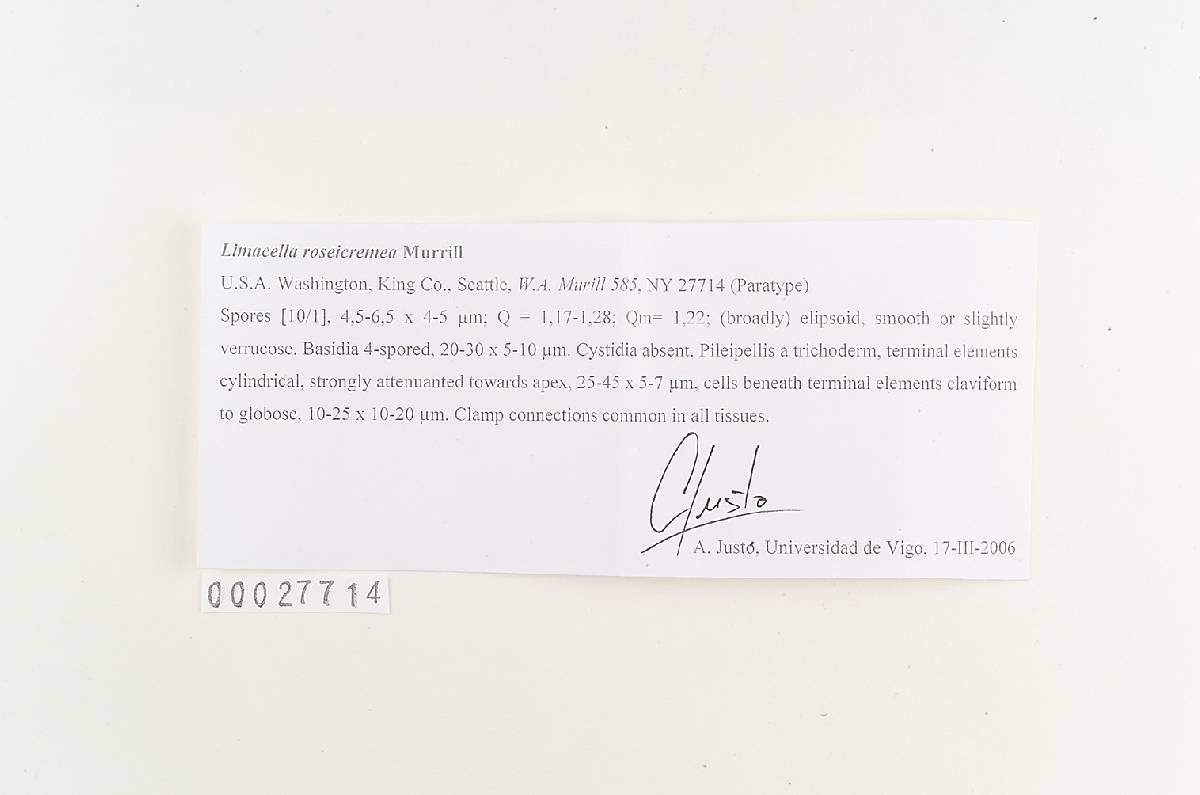 Limacella roseicremea Murrill
U.S.A. Washington, King Co., Seattle, W.A. Murill 585, NY 27714 (Paratype)
Spores [10/1], 4,5-6,5 x 4-5 µm; Q = 1,17-1,28; Qm= 1,22; (broadly) elipsoid, smooth or slightly
verrucose. Basidia 4-spored, 20-30 x 5-10 µm. Cystidia absent. Pileipellis a trichoderm, terminal elements
cylindrical, strongly attenuanted towards apex, 25-45 x 5-7 µm, cells beneath terminal elements claviform
to globose, 10-25 x 10-20 µm. Clamp connections common in all tissues.
Justo
A. Justo, Universidad de Vigo, 17-III-2006
00027714